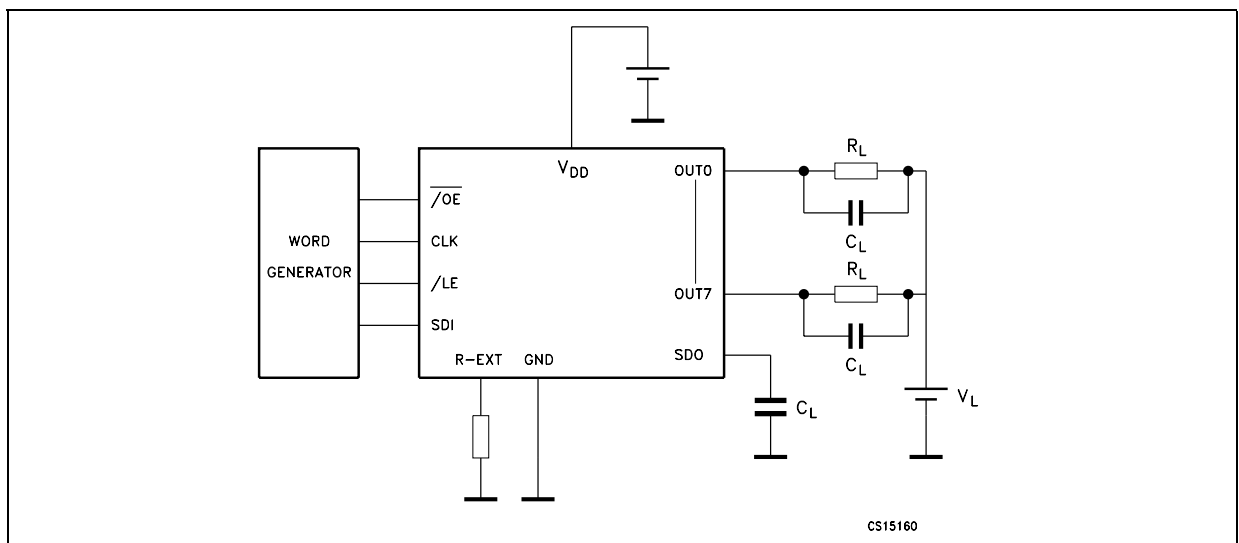 V_DD
WORD
GENERATOR
/OE
CLK
/LE
SDI
R-EXT
GND
OUT0
OUT7
SDO
R_L
C_L
R_L
C_L
C_L
V_L
CS15160